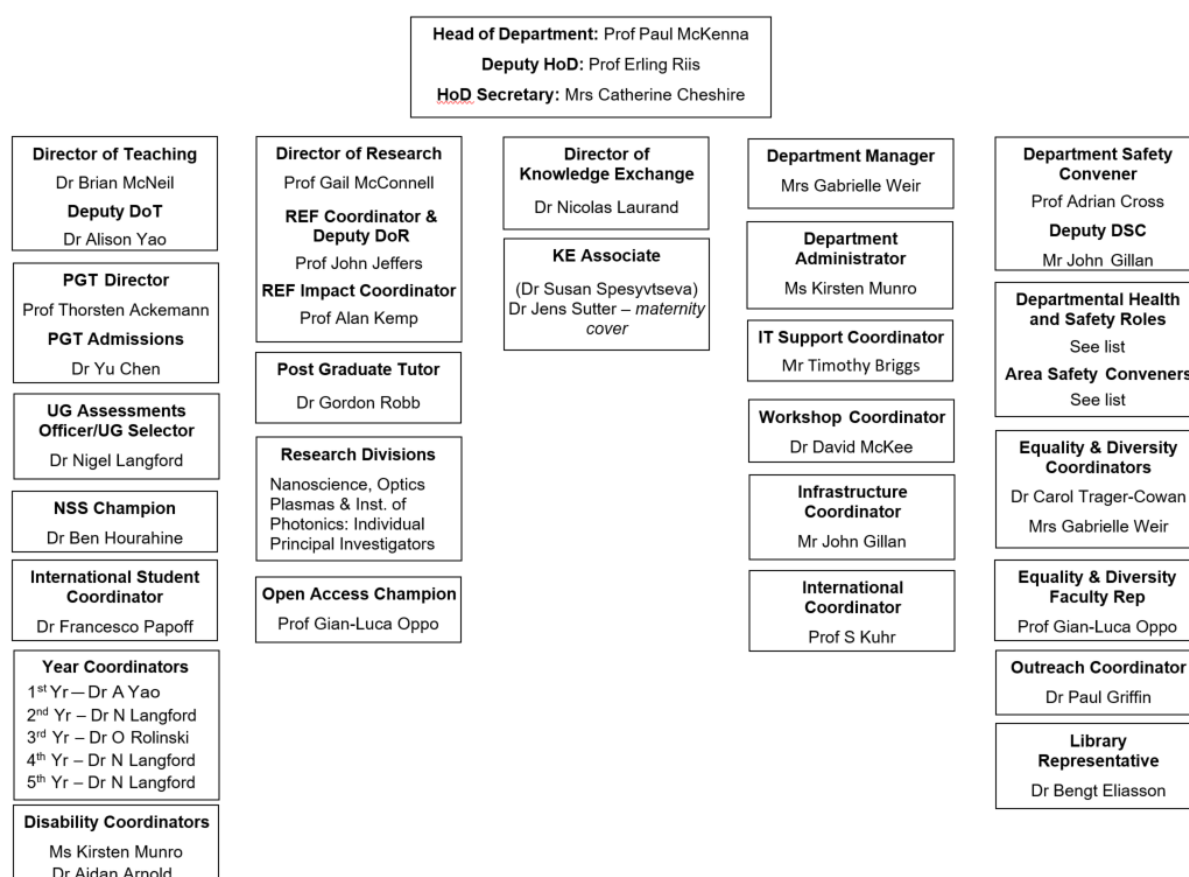 Head of Department: Prof Paul McKenna
Deputy HoD: Prof Erling Riis
HoD Secretary: Mrs Catherine Cheshire
Director of Teaching
Dr Brian McNeil
Deputy DoT
Dr Alison Yao
PGT Director
Prof Thorsten Ackemann
PGT Admissions
Dr Yu Chen
UG Assessments
Officer/UG Selector
Dr Nigel Langford
NSS Champion
Dr Ben Hourahine
International Student
Coordinator
Dr Francesco Papoff
Year Coordinators
1st Yr — Dr A Yao
2nd Yr – Dr N Langford
3rd Yr – Dr O Rolinski
4th Yr – Dr N Langford
5th Yr – Dr N Langford
Disability Coordinators
Ms Kirsten Munro
Dr Aidan Arnold
Director of Research
Prof Gail McConnell
REF Coordinator &
Deputy DoR
Prof John Jeffers
REF Impact Coordinator
Prof Alan Kemp
Post Graduate Tutor
Dr Gordon Robb
Research Divisions
Nanoscience, Optics
Plasmas & Inst. of
Photonics: Individual
Principal Investigators
Open Access Champion
Prof Gian-Luca Oppo
Director of
Knowledge Exchange
Dr Nicolas Laurand
KE Associate
(Dr Susan Spesyvtseva)
Dr Jens Sutter – maternity
cover
Department Manager
Mrs Gabrielle Weir
Department
Administrator
Ms Kirsten Munro
IT Support Coordinator
Mr Timothy Briggs
Workshop Coordinator
Dr David McKee
Infrastructure
Coordinator
Mr John Gillan
International
Coordinator
Prof S Kuhr
Department Safety
Convener
Prof Adrian Cross
Deputy DSC
Mr John Gillan
Departmental Health
and Safety Roles
See list
Area Safety Conveners
See list
Equality & Diversity
Coordinators
Dr Carol Trager-Cowan
Mrs Gabrielle Weir
Equality & Diversity
Faculty Rep
Prof Gian-Luca Oppo
Outreach Coordinator
Dr Paul Griffin
Library
Representative
Dr Bengt Eliasson